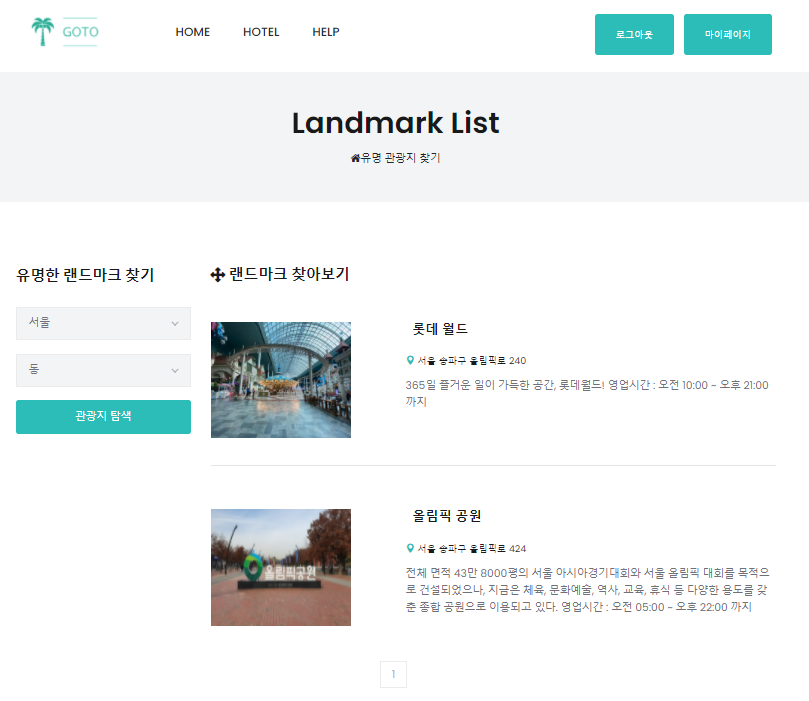 GOTO
HOME HOTEL HELP
로그아웃 마이페이지
Landmark List
유명 관광지 찾기
유명한 랜드마크 찾기
서울
동
관광지 탐색
랜드마크 찾아보기
롯데 월드
서울 송파구 올림픽로 240
365일 즐거운 일이 가득한 공간, 롯데월드! 영업시간 : 오전 10:00 ~ 오후 21:00
까지
올림픽공원
올림픽 공원
서울 송파구 올림픽로 424
전체 면적 43만 8000평의 서울 아시아경기대회와 서울 올림픽 대회를 목적으
로 건설되었으나, 지금은 체육, 문화예술, 역사, 교육, 휴식 등 다양한 용도를 갖
춘 종합 공원으로 이용되고 있다. 영업시간 : 오전 05:00 ~ 오후 22:00 까지
1